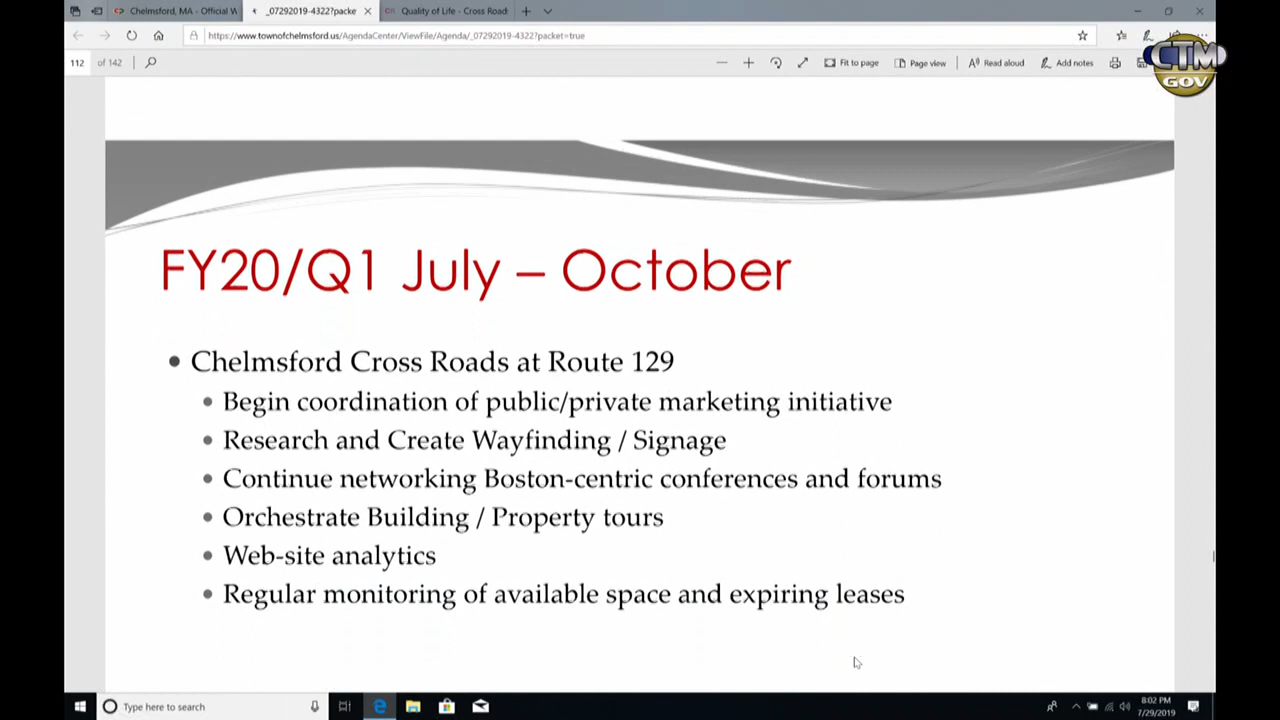 Chelmsford, MA - Official W
_07292019-4322?packe
Quality of Life - Cross Road
https://www.townofchelmsford.us/AgendaCenter/ViewFile/Agenda/_07292019-4322?packet=true
112 of 142
Fit to page
Page view
Read aloud
Add notes
CTM
GOV
FY20/Q1 July – October
• Chelmsford Cross Roads at Route 129
• Begin coordination of public/private marketing initiative
• Research and Create Wayfinding / Signage
• Continue networking Boston-centric conferences and forums
• Orchestrate Building / Property tours
• Web-site analytics
• Regular monitoring of available space and expiring leases
Type here to search
8:02 PM
7/29/2019